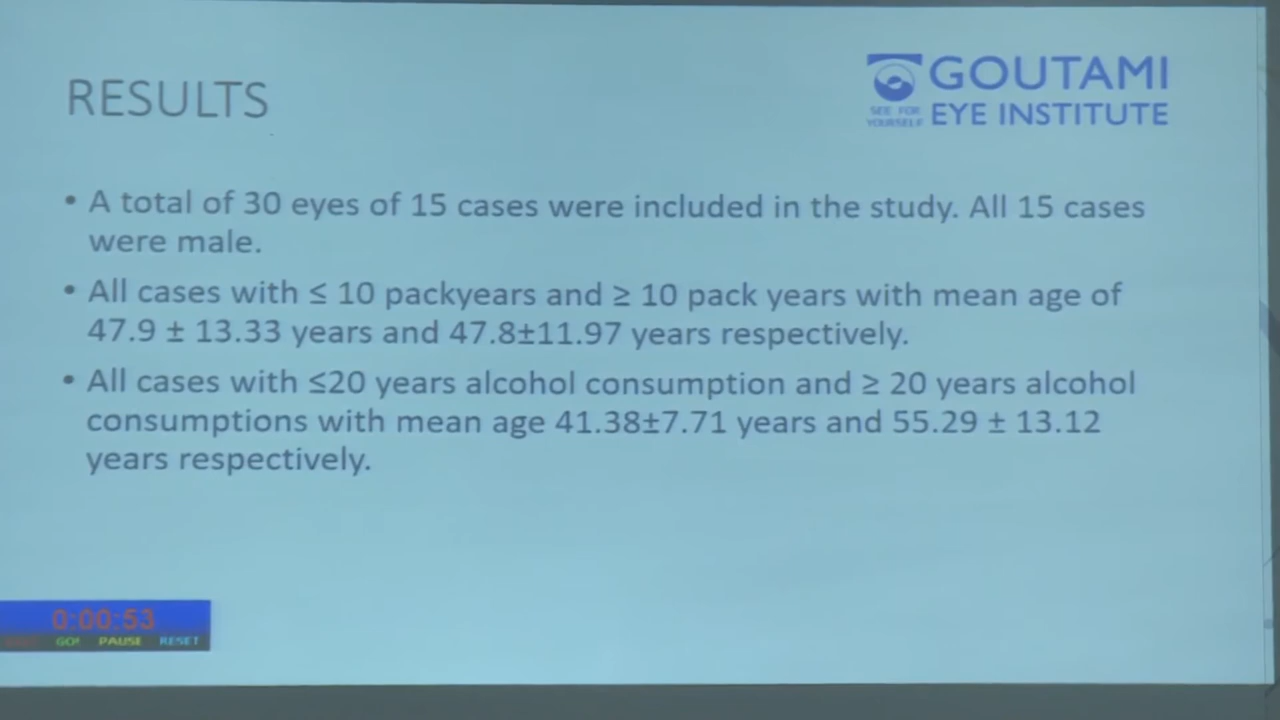 RESULTS
GOUTAMI
EYE INSTITUTE
SEE FOR
YOURSELF
• A total of 30 eyes of 15 cases were included in the study. All 15 cases
were male.
• All cases with ≤ 10 packyears and ≥ 10 pack years with mean age of
47.9 ± 13.33 years and 47.8±11.97 years respectively.
• All cases with ≤20 years alcohol consumption and ≥ 20 years alcohol
consumptions with mean age 41.38±7.71 years and 55.29 ± 13.12
years respectively.
0:00:53
GO! PAUSE RESET